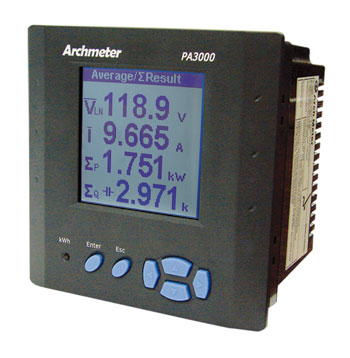 Archmeter PA3000
Average/ΣResult
V̅LN 118.9 V
I̅ 9.665 A
ΣP 1.751 kW
ΣQ ⊣⊢ 2.971 k
kWh Enter Esc